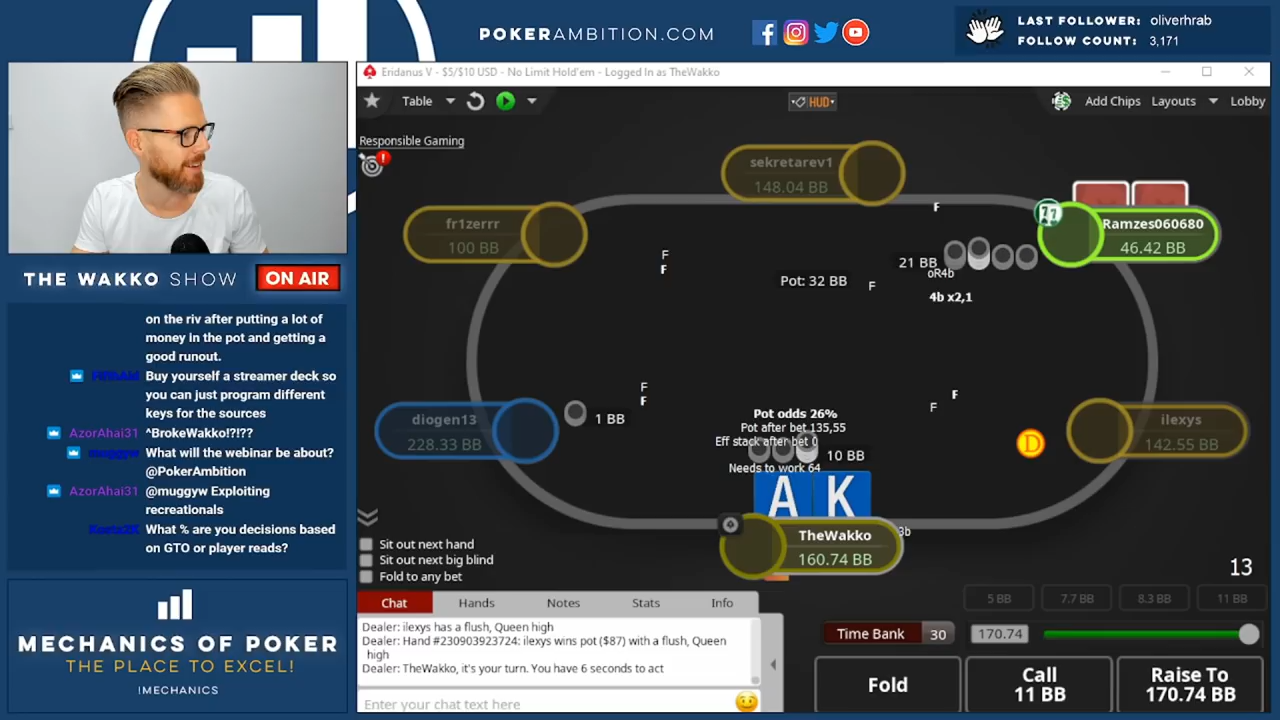 POKERAMBITION.COM
LAST FOLLOWER: oliverhrab
FOLLOW COUNT: 3,171
Eridanus V - $5/$10 USD - No Limit Hold'em - Logged In as TheWakko
Table
HUD
Add Chips
Layouts
Lobby
Responsible Gaming
sekretarev1
148.04 BB
fr1zerrr
100 BB
Ramzes060680
46.42 BB
F
F
F
F
Pot: 32 BB
21 BB
oR4b
4b x2,1
F
F
diogen13
228.33 BB
1 BB
F
F
D
ilexys
142.55 BB
Pot odds 26%
Pot after bet 135,55
Eff stack after bet 0
10 BB
Needs to work 64
A K
TheWakko
160.74 BB
3b
THE WAKKO SHOW
ON AIR
on the riv after putting a lot of
money in the pot and getting a
good runout.
Buy yourself a streamer deck so
you can just program different
keys for the sources
AzorAhai31 ^BrokeWakko!?!??
muggyw What will the webinar be about?
@PokerAmbition
AzorAhai31 @muggyw Exploiting
recreationals
What % are you decisions based
on GTO or player reads?
MECHANICS OF POKER
THE PLACE TO EXCEL!
!MECHANICS
Sit out next hand
Sit out next big blind
Fold to any bet
Chat
Hands
Notes
Stats
Info
Dealer: ilexys has a flush, Queen high
Dealer: Hand #230903923724: ilexys wins pot ($87) with a flush, Queen
high
Dealer: TheWakko, it's your turn. You have 6 seconds to act
Enter your chat text here
13
5 BB
7.7 BB
8.3 BB
11 BB
Time Bank 30
170.74
Fold
Call
11 BB
Raise To
170.74 BB